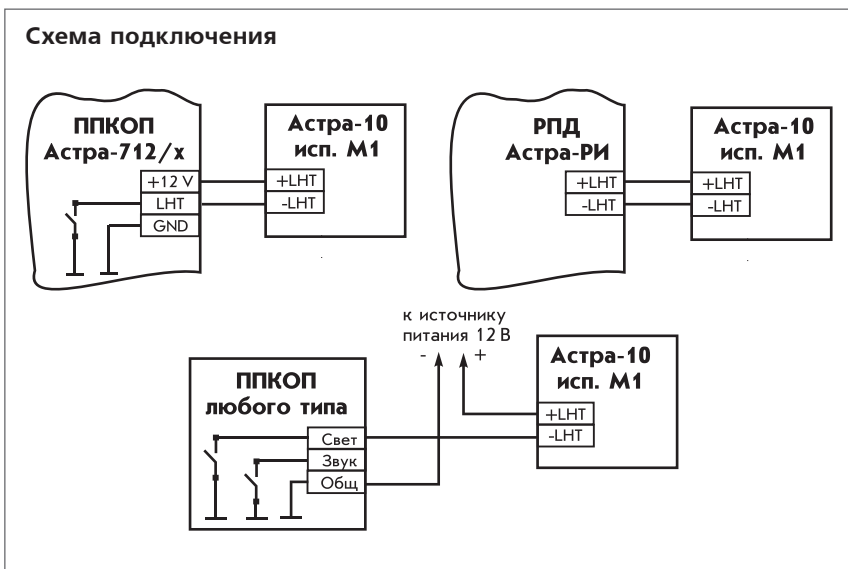 Схема подключения
ППКОП
Астра-712/х
+12 V
LHT
GND
Астра-10
исп. М1
+LHT
-LHT
РПД
Астра-РИ
+LHT
-LHT
Астра-10
исп. М1
+LHT
-LHT
к источнику
питания 12 В
- +
ППКОП
любого типа
Свет
Звук
Общ
Астра-10
исп. М1
+LHT
-LHT